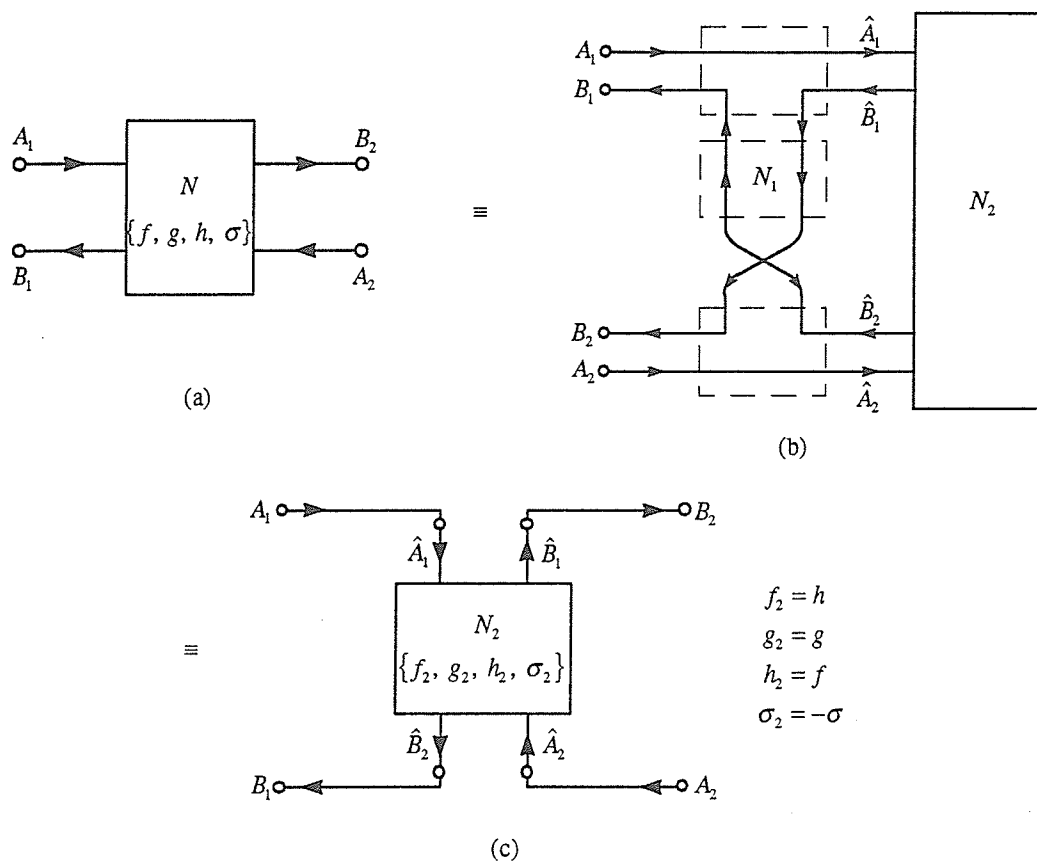 A₁
B₁
N
{f, g, h, σ}
B₂
A₂
(a)
≡
A₁
B₁
Â₁
B̂₁
N₁
N₂
B₂
A₂
B̂₂
Â₂
(b)
≡
A₁
Â₁
B̂₁
B₂
N₂
{f₂, g₂, h₂, σ₂}
B̂₂
Â₂
B₁
A₂
f₂ = h
g₂ = g
h₂ = f
σ₂ = −σ
(c)